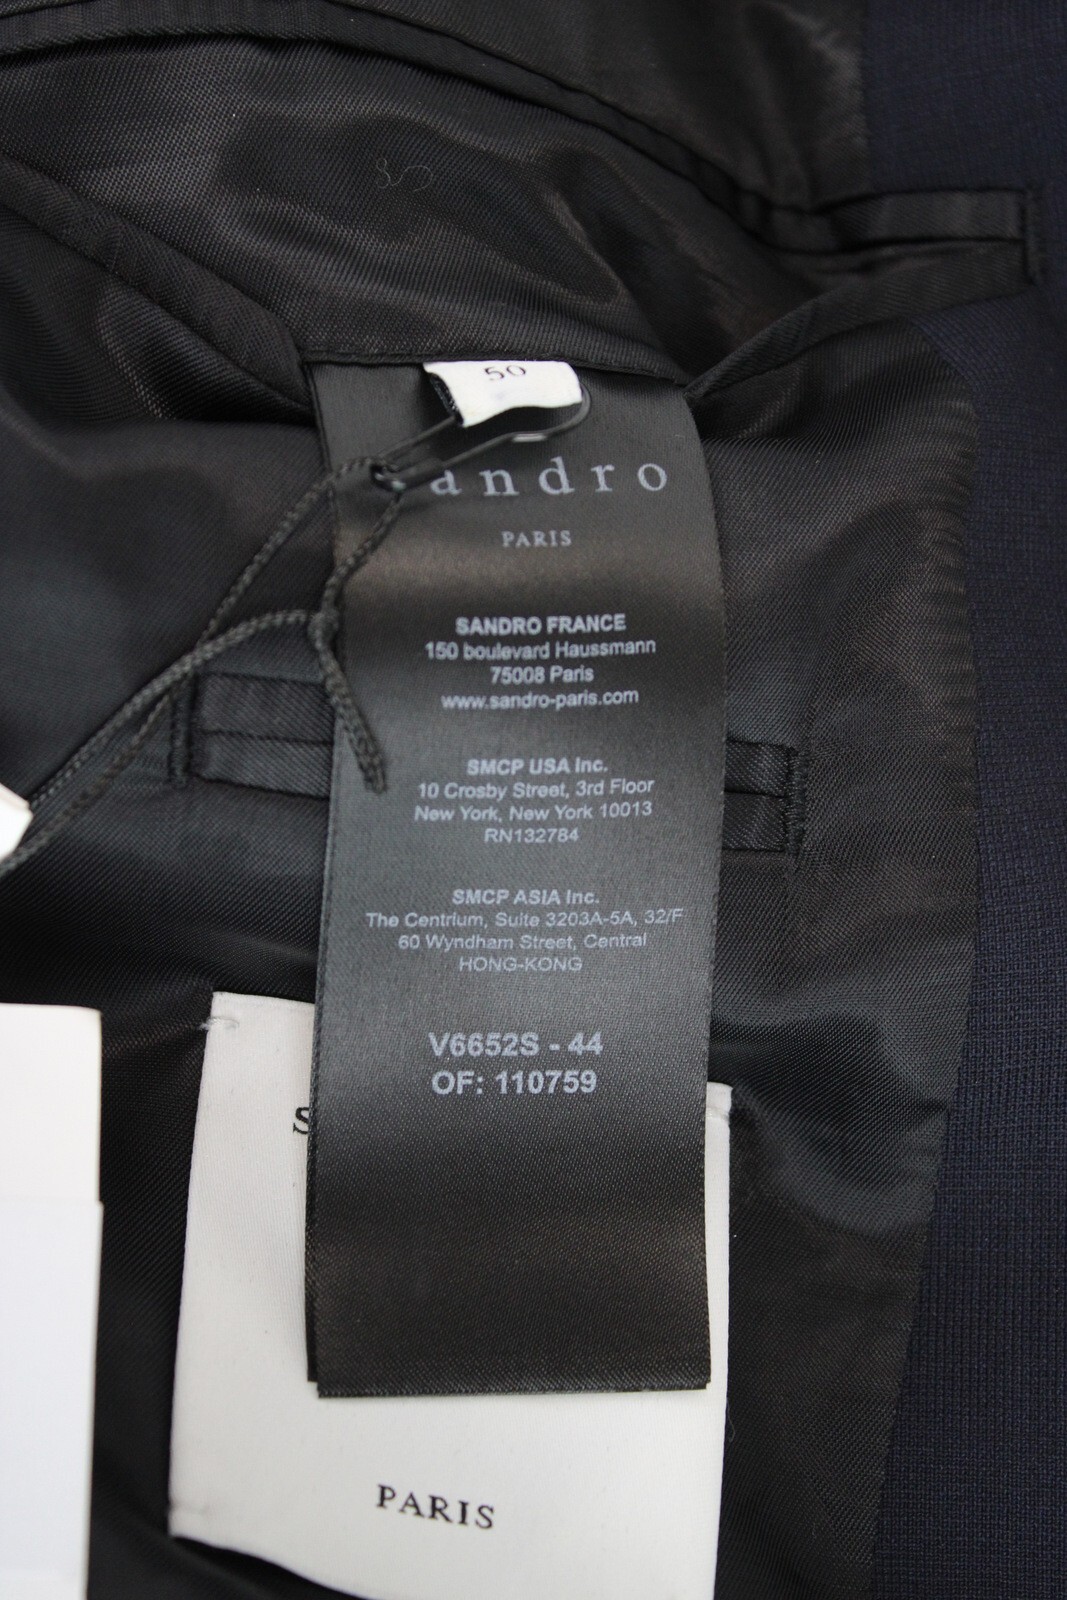 50
andro
PARIS
SANDRO FRANCE
150 boulevard Haussmann
75008 Paris
www.sandro-paris.com
SMCP USA Inc.
10 Crosby Street, 3rd Floor
New York, New York 10013
RN132784
SMCP ASIA Inc.
The Centrium, Suite 3203A-5A, 32/F
60 Wyndham Street, Central
HONG-KONG
V6652S - 44
OF: 110759
S
PARIS